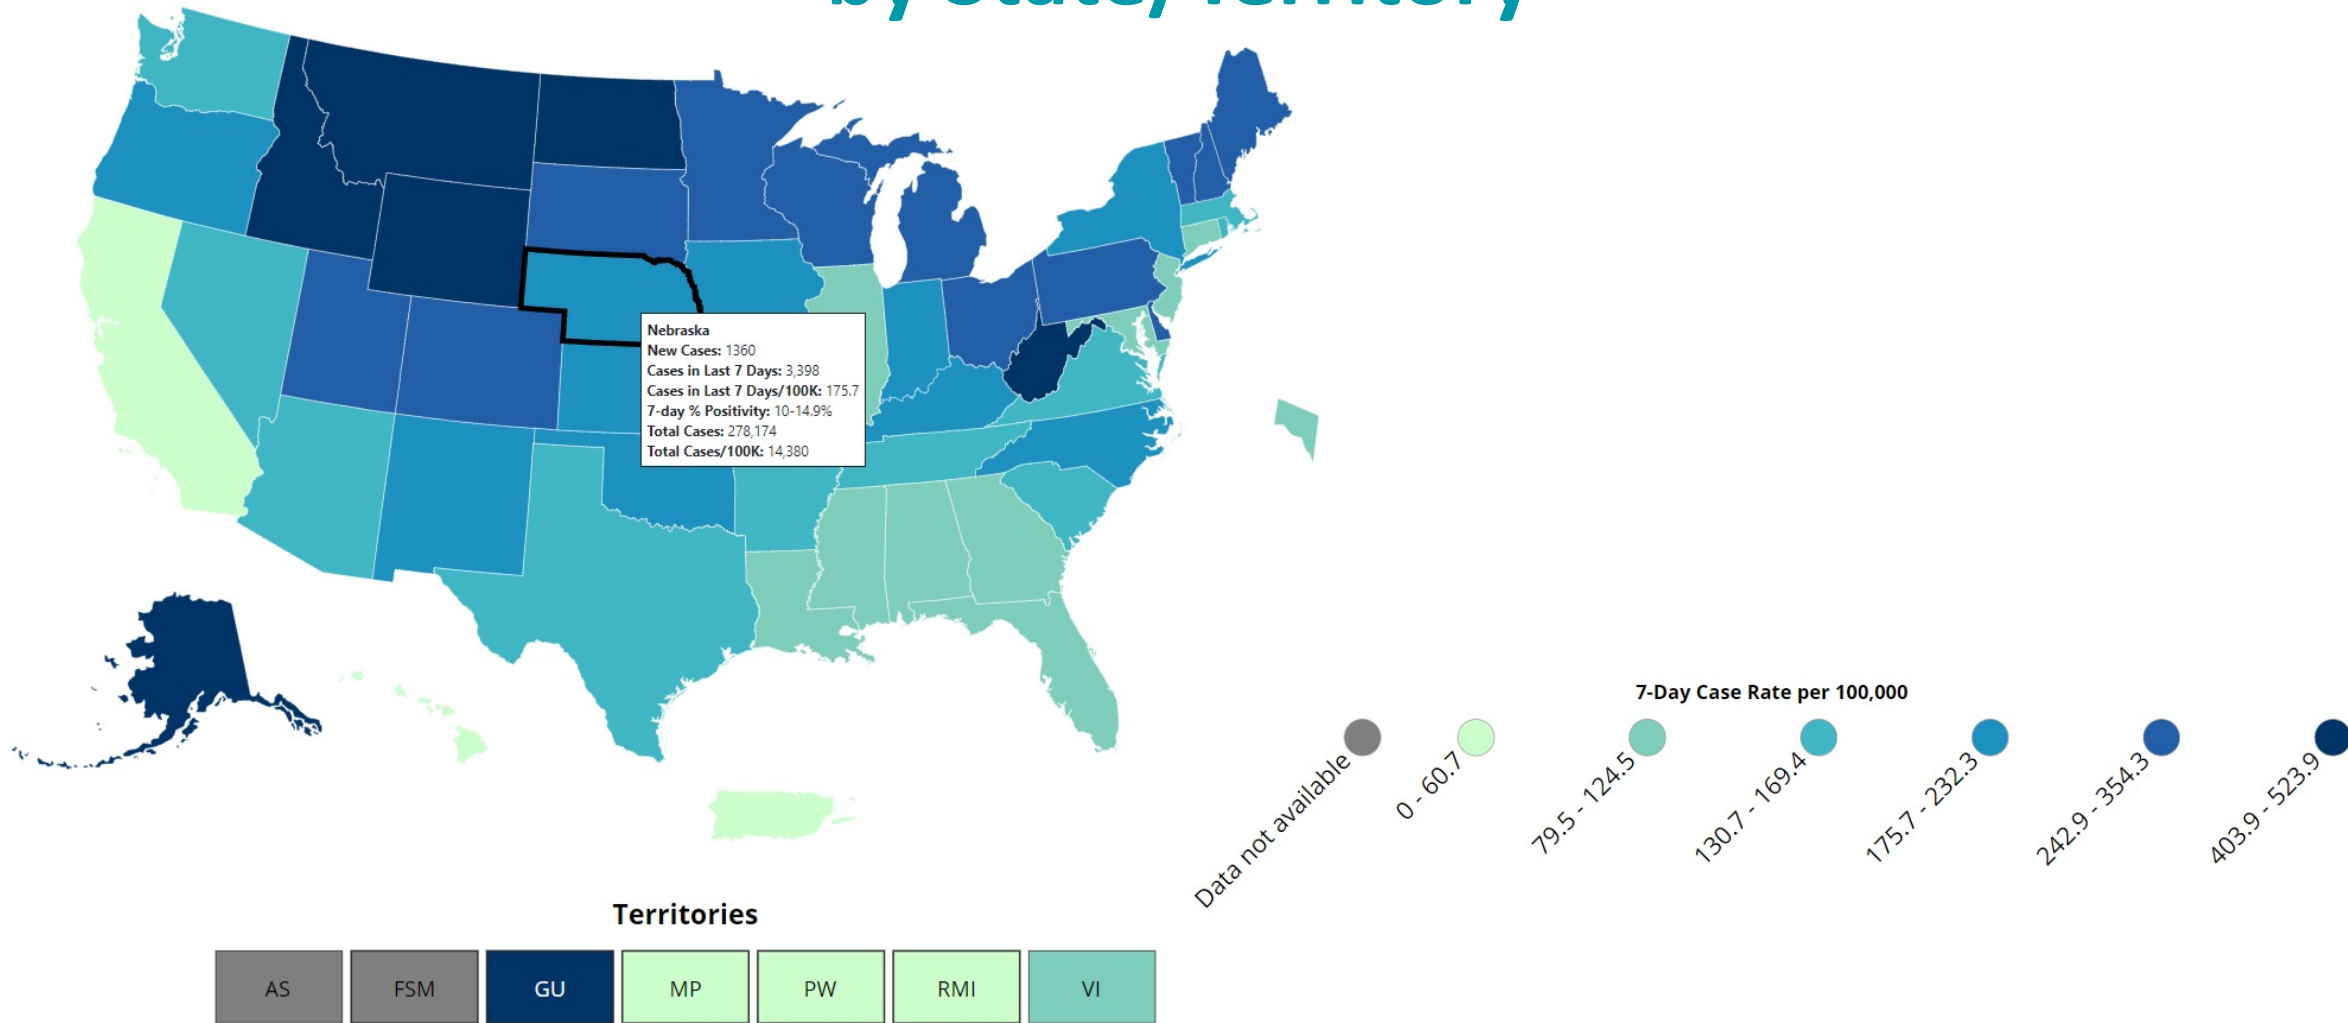 by State/Territory
Nebraska
New Cases: 1360
Cases in Last 7 Days: 3,398
Cases in Last 7 Days/100K: 175.7
7-day % Positivity: 10-14.9%
Total Cases: 278,174
Total Cases/100K: 14,380
7-Day Case Rate per 100,000
Data not available
0 - 60.7
79.5 - 124.5
130.7 - 169.4
175.7 - 232.3
242.9 - 354.3
403.9 - 523.9
Territories
AS
FSM
GU
MP
PW
RMI
VI